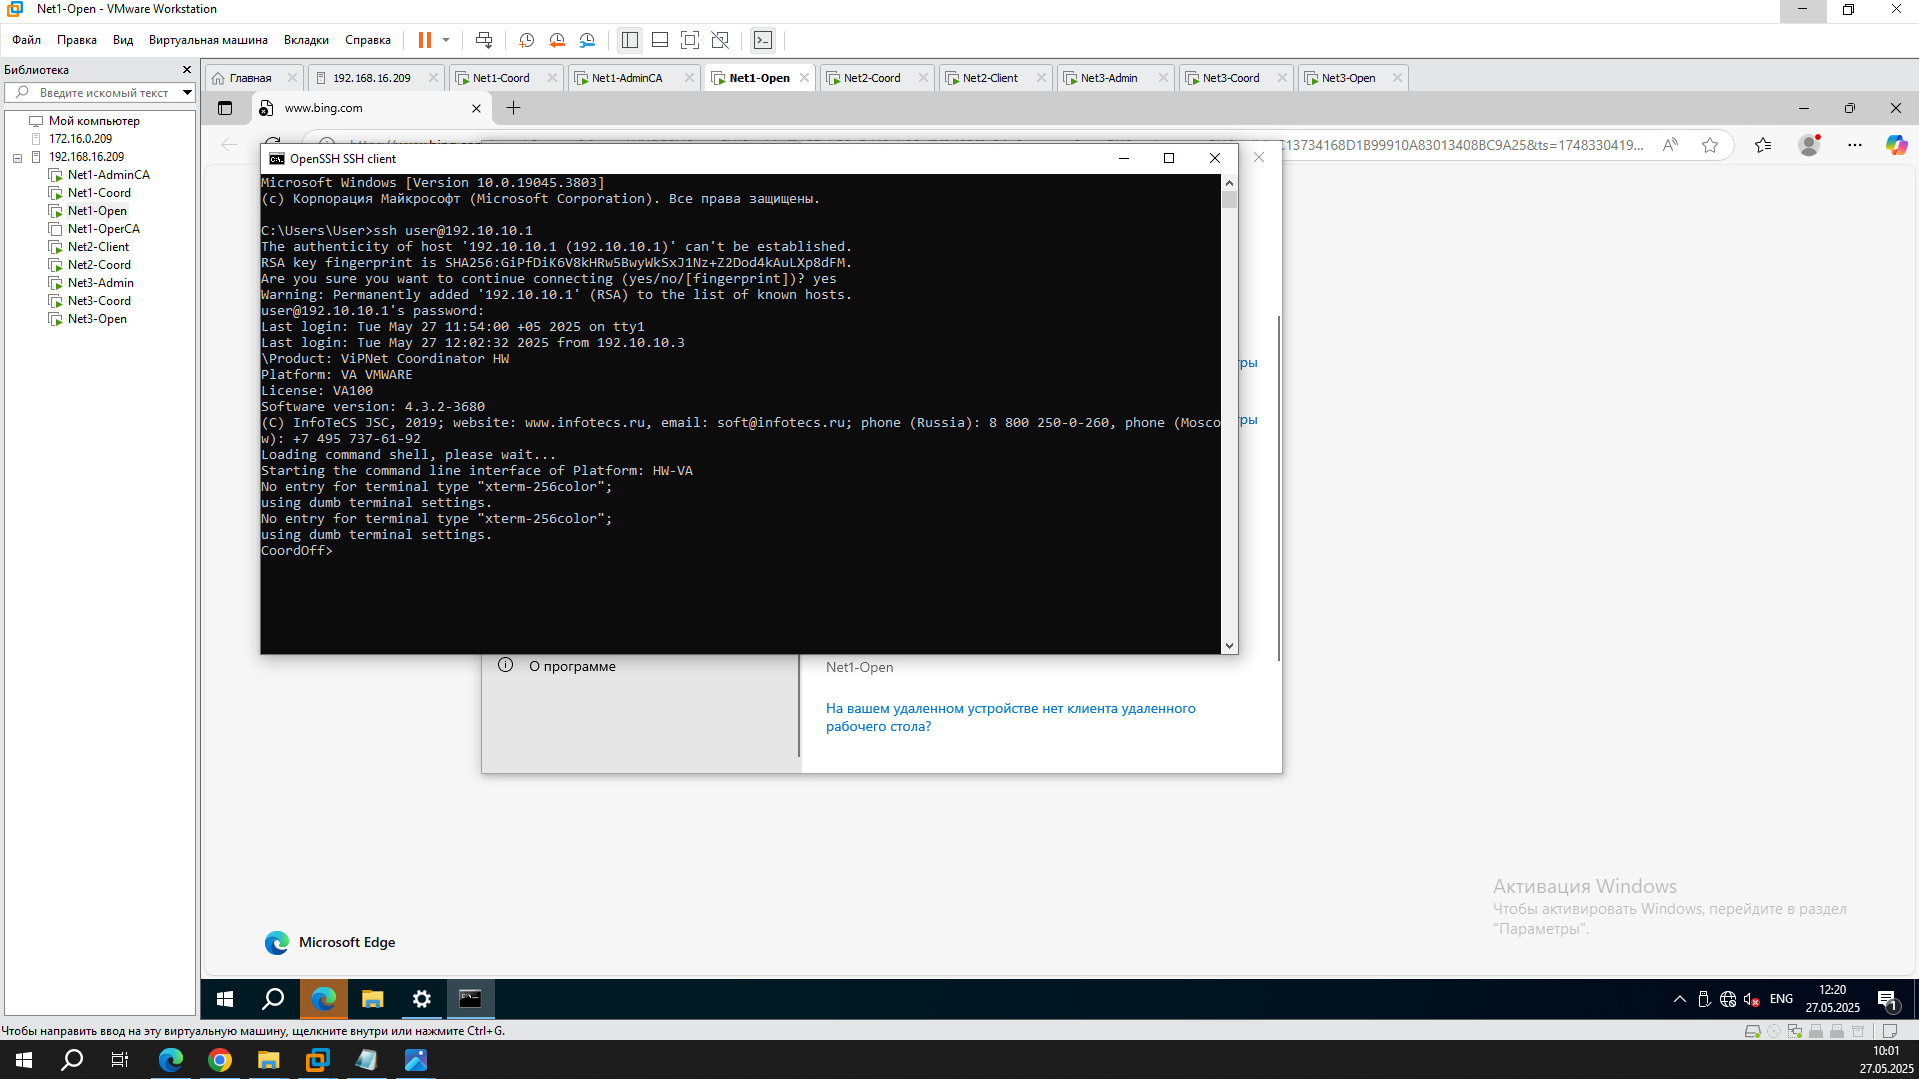 Net1-Open - VMware Workstation
Файл Правка Вид Виртуальная машина Вкладки Справка
Библиотека
Введите искомый текст
Мой компьютер
172.16.0.209
192.168.16.209
Net1-AdminCA
Net1-Coord
Net1-Open
Net1-OperCA
Net2-Client
Net2-Coord
Net3-Admin
Net3-Coord
Net3-Open
Главная 192.168.16.209 Net1-Coord Net1-AdminCA Net1-Open Net2-Coord Net2-Client Net3-Admin Net3-Coord Net3-Open
www.bing.com
C13734168D1B99910A83013408BC9A25&ts=1748330419...
OpenSSH SSH client
Microsoft Windows [Version 10.0.19045.3803]
(c) Корпорация Майкрософт (Microsoft Corporation). Все права защищены.
C:\Users\User>ssh user@192.10.10.1
The authenticity of host '192.10.10.1 (192.10.10.1)' can't be established.
RSA key fingerprint is SHA256:GiPfDiK6V8kHRw5BwyWkSxJ1Nz+Z2Dod4kAuLXp8dFM.
Are you sure you want to continue connecting (yes/no/[fingerprint])? yes
Warning: Permanently added '192.10.10.1' (RSA) to the list of known hosts.
user@192.10.10.1's password:
Last login: Tue May 27 11:54:00 +05 2025 on tty1
Last login: Tue May 27 12:02:32 2025 from 192.10.10.3
\Product: ViPNet Coordinator HW
Platform: VA VMWARE
License: VA100
Software version: 4.3.2-3680
(C) InfoTeCS JSC, 2019; website: www.infotecs.ru, email: soft@infotecs.ru; phone (Russia): 8 800 250-0-260, phone (Mosco
w): +7 495 737-61-92
Loading command shell, please wait...
Starting the command line interface of Platform: HW-VA
No entry for terminal type "xterm-256color";
using dumb terminal settings.
No entry for terminal type "xterm-256color";
using dumb terminal settings.
CoordOff>
ры
ры
О программе
Net1-Open
На вашем удаленном устройстве нет клиента удаленного
рабочего стола?
Активация Windows
Чтобы активировать Windows, перейдите в раздел
"Параметры".
Microsoft Edge
ENG
12:20
27.05.2025
1
Чтобы направить ввод на эту виртуальную машину, щелкните внутри или нажмите Ctrl+G.
10:01
27.05.2025